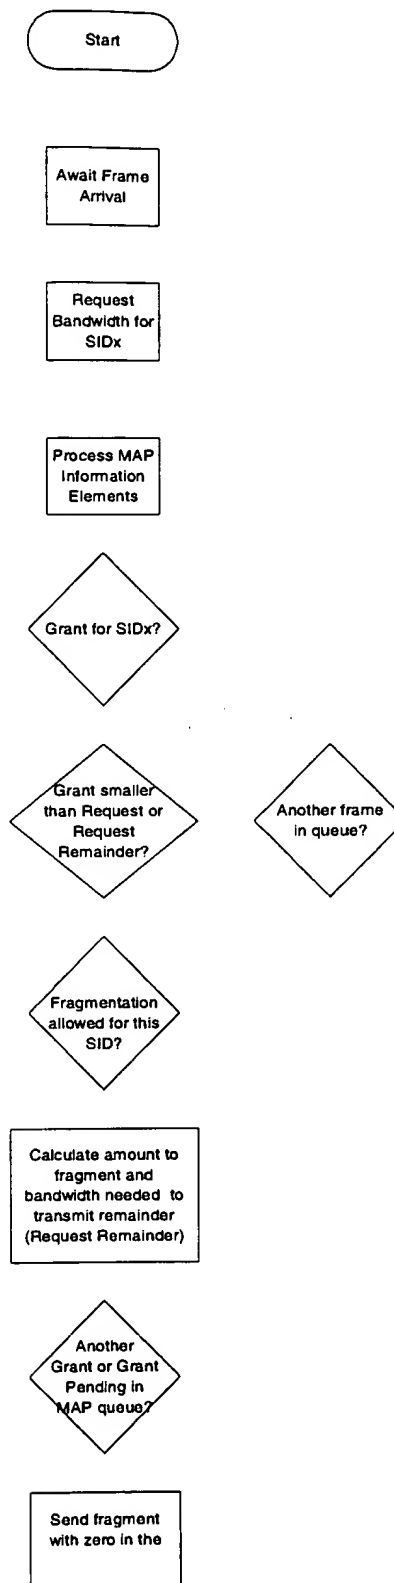 Start
Await Frame
Arrival
Request
Bandwidth for
SIDx
Process MAP
Information
Elements
Grant for SIDx?
Grant smaller
than Request or
Request
Remainder?
Another frame
in queue?
Fragmentation
allowed for this
SID?
Calculate amount to
fragment and
bandwidth needed to
transmit remainder
(Request Remainder)
Another
Grant or Grant
Pending in
MAP queue?
Send fragment
with zero in the